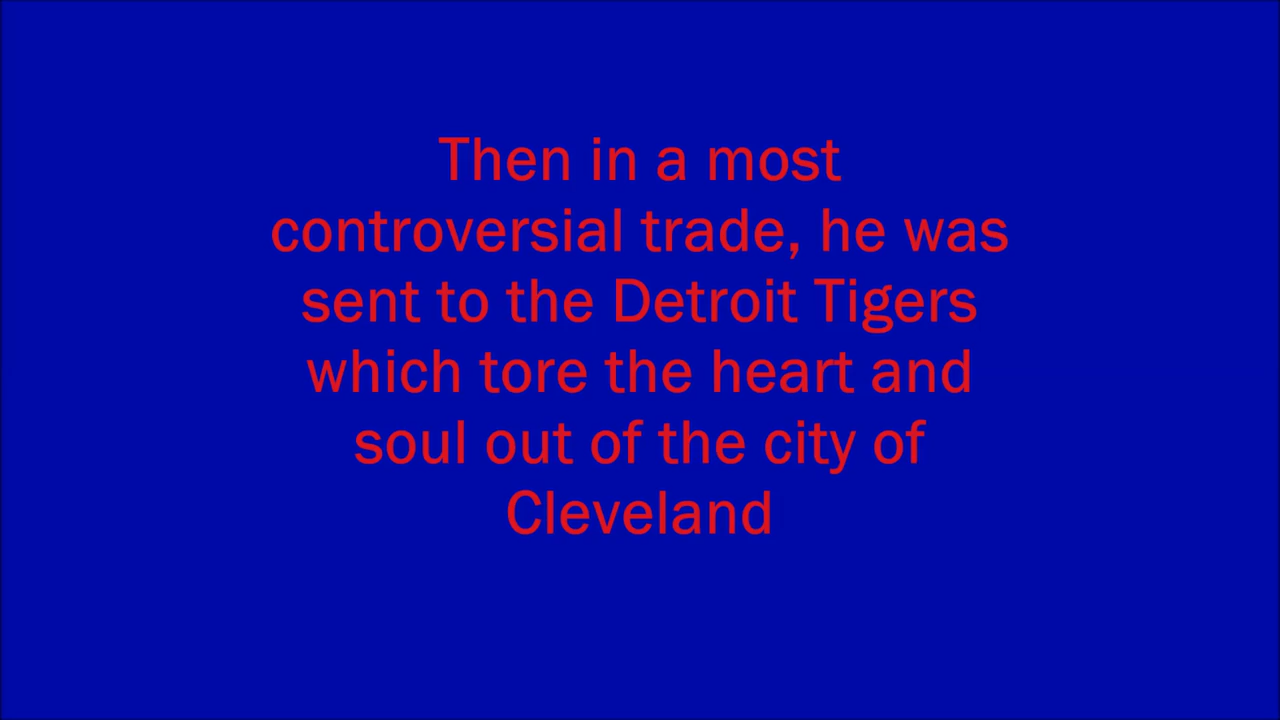 Then in a most
controversial trade, he was
sent to the Detroit Tigers
which tore the heart and
soul out of the city of
Cleveland